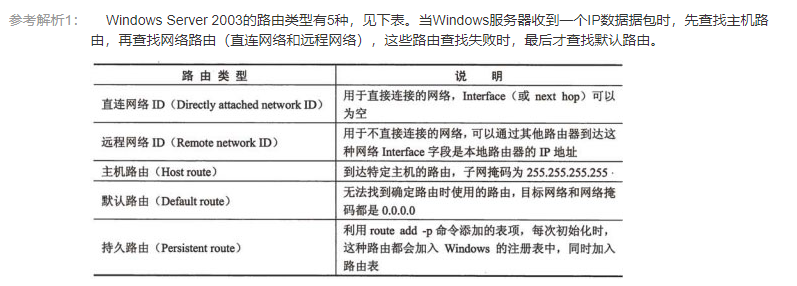 参考解析1： Windows Server 2003的路由类型有5种，见下表。当Windows服务器收到一个IP数据据包时，先查找主机路
由，再查找网络路由（直连网络和远程网络），这些路由查找失败时，最后才查找默认路由。
路 由 类 型 说 明
直连网络 ID（Directly attached network ID） 用于直接连接的网络，Interface（或 next hop）可以
为空
远程网络 ID（Remote network ID） 用于不直接连接的网络，可以通过其他路由器到达这
种网络 Interface 字段是本地路由器的 IP 地址
主机路由（Host route） 到达特定主机的路由，子网掩码为 255.255.255.255
默认路由（Default route） 无法找到确定路由时使用的路由，目标网络和网络掩
码都是 0.0.0.0
持久路由（Persistent route） 利用 route add -p 命令添加的表项，每次初始化时，
这种路由都会加入 Windows 的注册表中，同时加入
路由表